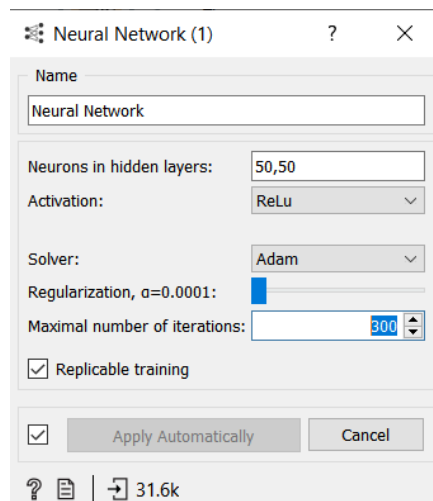 Neural Network (1) ?
Name
Neural Network
Neurons in hidden layers: 50,50
Activation: ReLu
Solver: Adam
Regularization, α=0.0001:
Maximal number of iterations: 300
Replicable training
Apply Automatically Cancel
? 31.6k